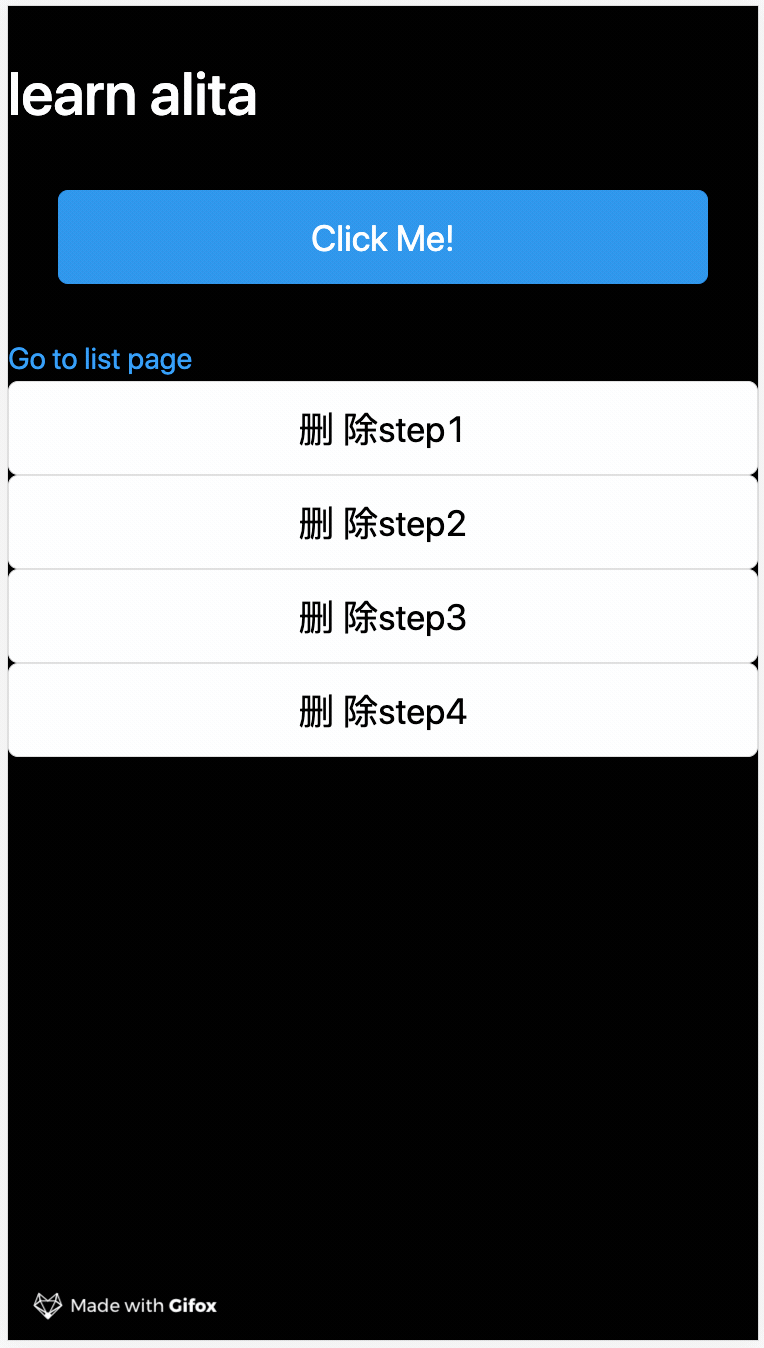 learn alita
Click Me!
Go to list page
删 除step1
删 除step2
删 除step3
删 除step4
Made with Gifox